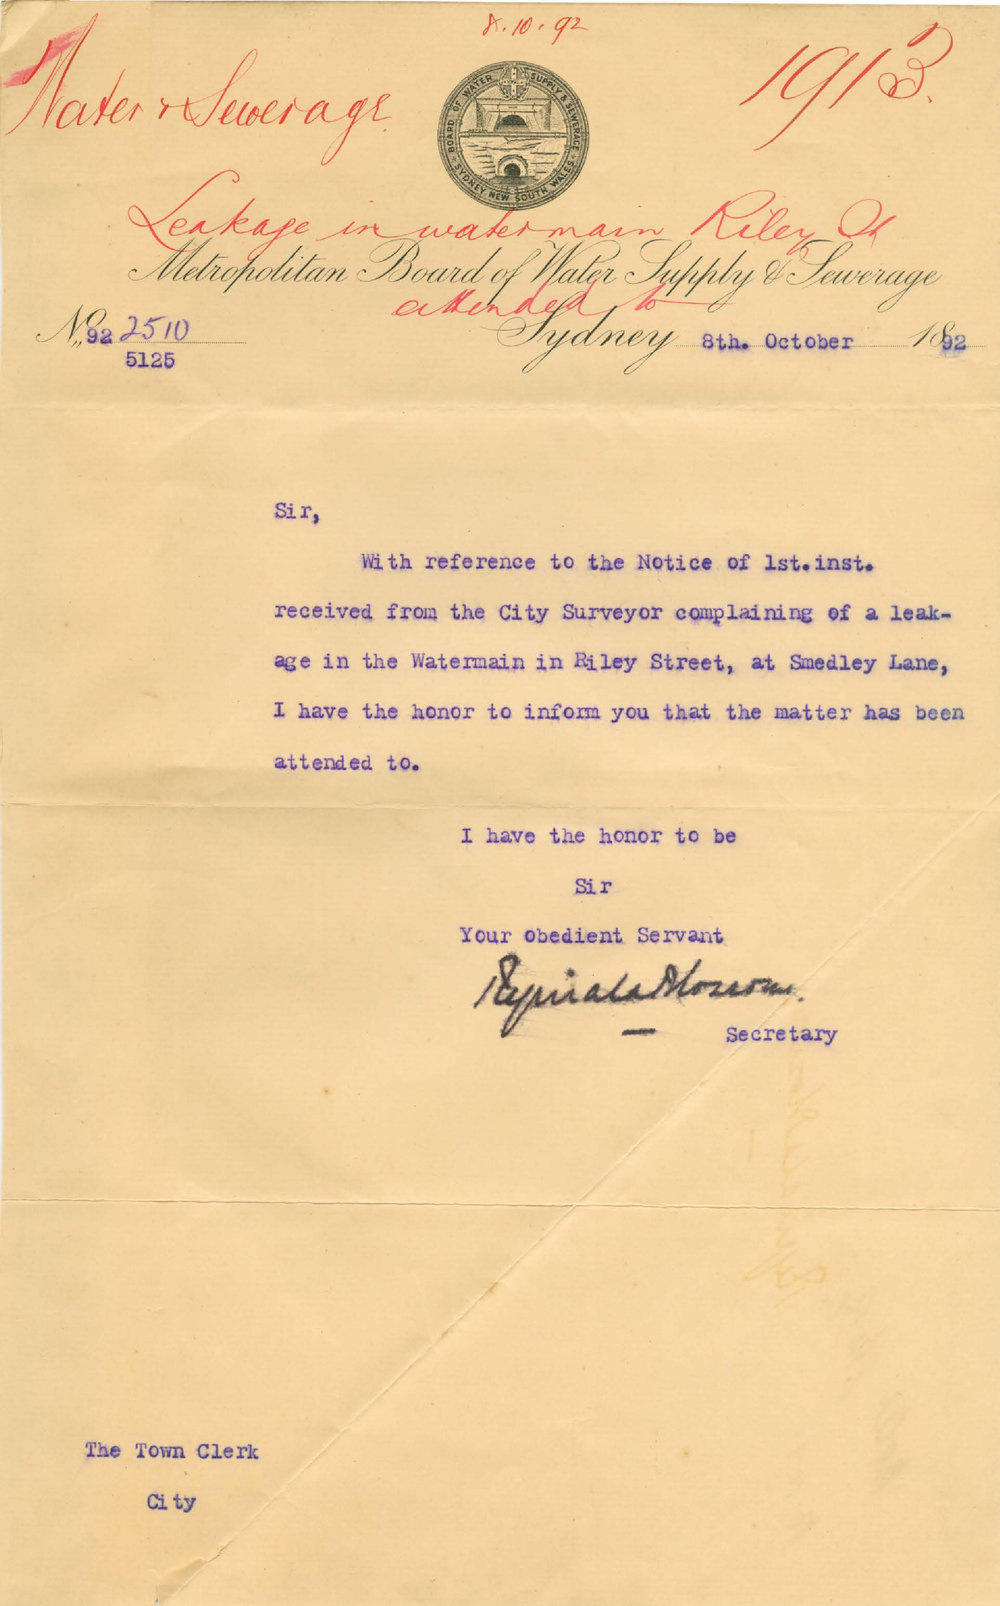 8.10.92
Water & Sewerage
1913.
BOARD OF WATER SUPPLY & SEWERAGE
SYDNEY NEW SOUTH WALES
Leakage in watermain Riley St
Metropolitan Board of Water Supply & Sewerage
attended to
No. 92 2510
5125
Sydney 8th. October 1892
Sir,
With reference to the Notice of 1st.inst.
received from the City Surveyor complaining of a leak-
age in the Watermain in Riley Street, at Smedley Lane,
I have the honor to inform you that the matter has been
attended to.
I have the honor to be
Sir
Your obedient Servant
Secretary
The Town Clerk
City